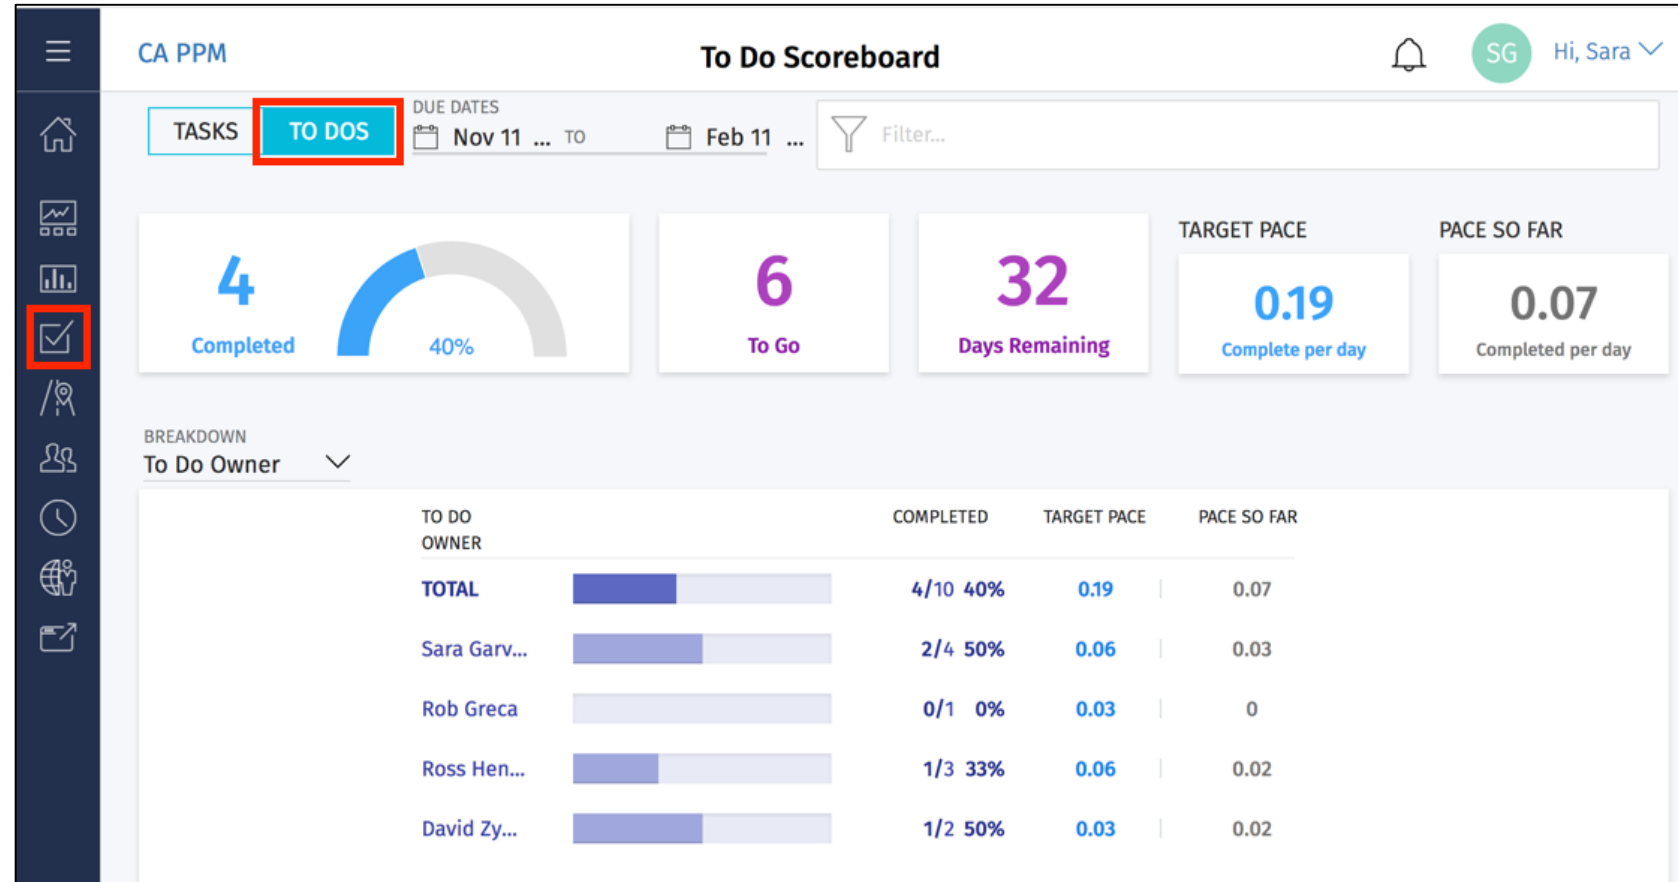 CA PPM
To Do Scoreboard
SG
Hi, Sara
TASKS
TO DOS
DUE DATES
Nov 11 ... TO Feb 11 ...
Filter...
4
Completed
40%
6
To Go
32
Days Remaining
TARGET PACE
0.19
Complete per day
PACE SO FAR
0.07
Completed per day
BREAKDOWN
To Do Owner
TO DO
OWNER
COMPLETED TARGET PACE PACE SO FAR
TOTAL 4/10 40% 0.19 0.07
Sara Garv... 2/4 50% 0.06 0.03
Rob Greca 0/1 0% 0.03 0
Ross Hen... 1/3 33% 0.06 0.02
David Zy... 1/2 50% 0.03 0.02